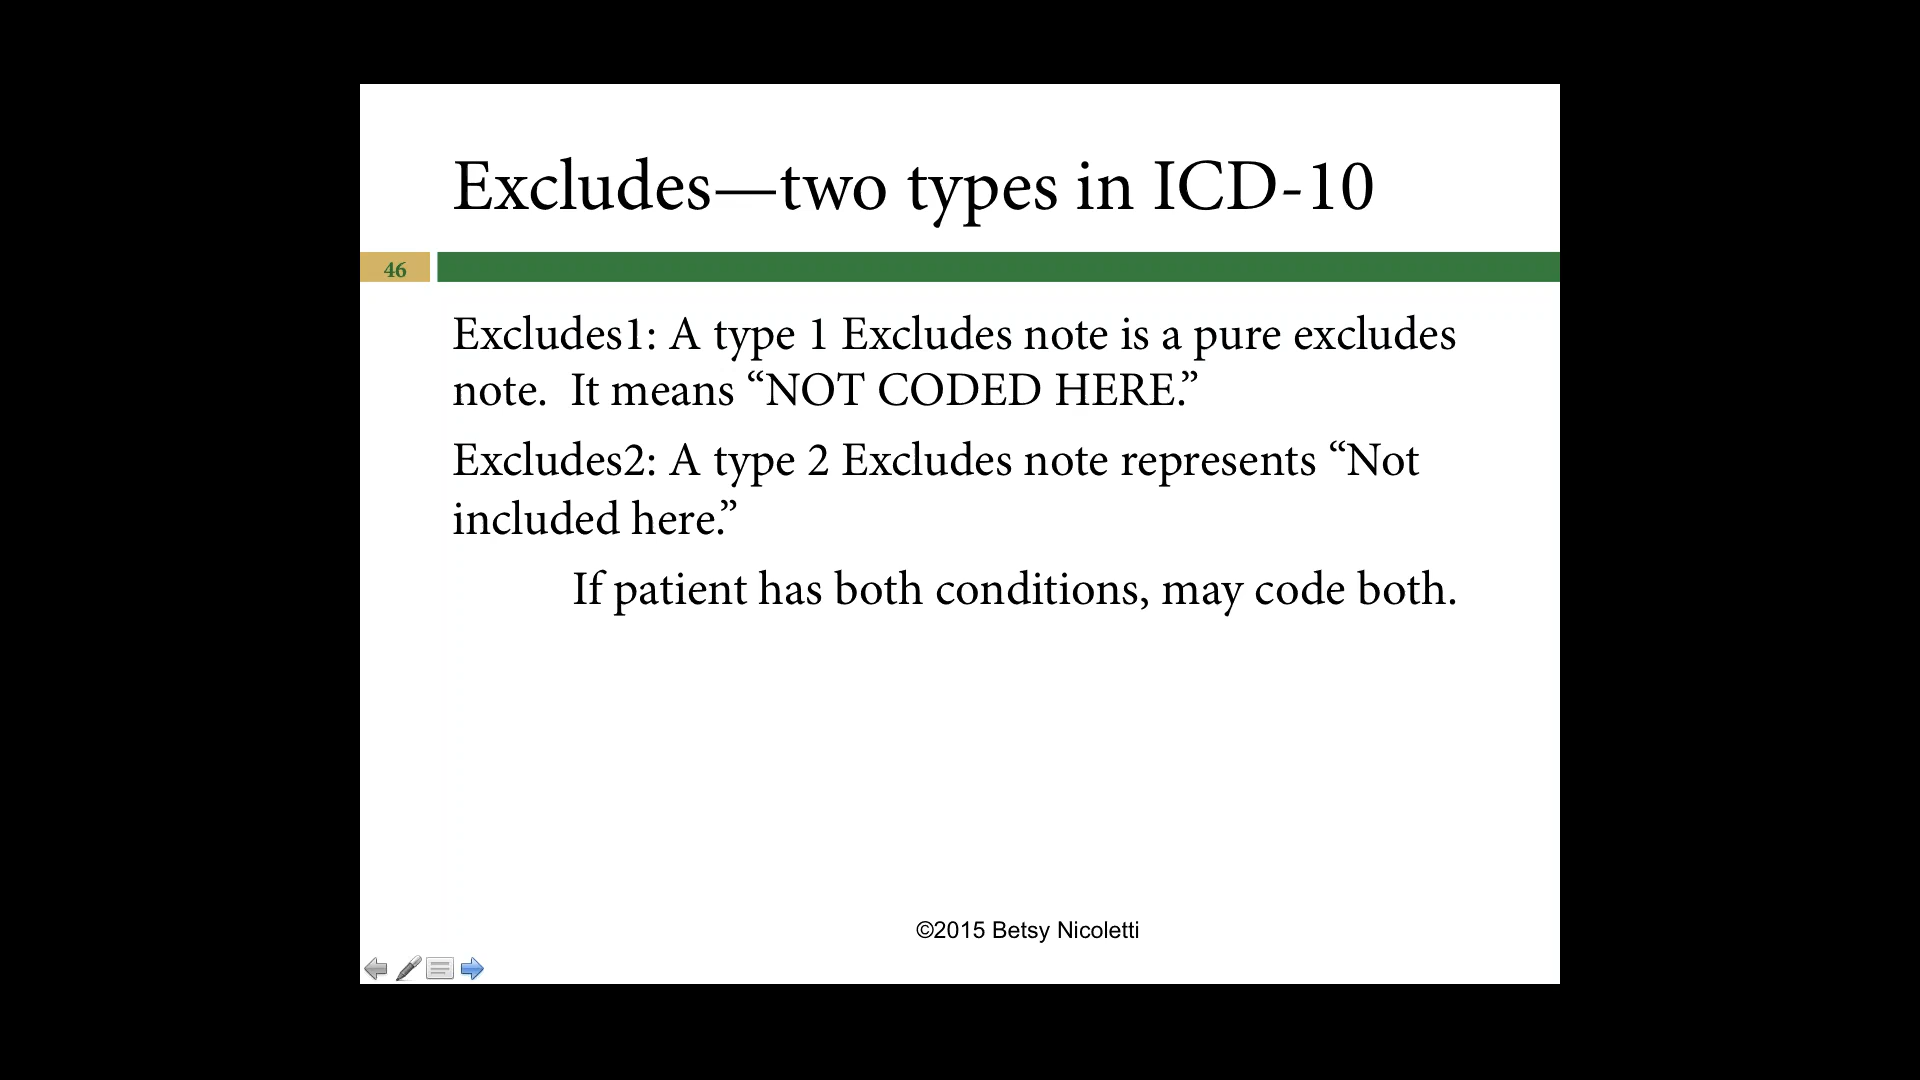 Excludes—two types in ICD-10
46
Excludes1: A type 1 Excludes note is a pure excludes
note.  It means “NOT CODED HERE.”
Excludes2: A type 2 Excludes note represents “Not
included here.”
If patient has both conditions, may code both.
©2015 Betsy Nicoletti